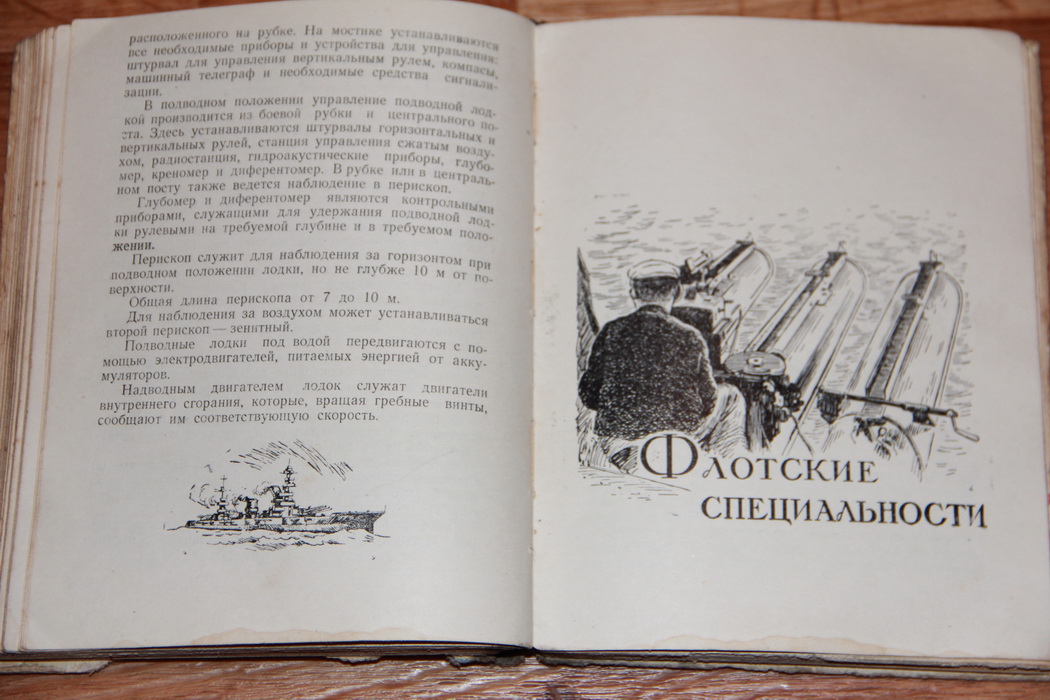 расположенного на рубке. На мостике устанавливаются
все необходимые приборы и устройства для управления:
штурвал для управления вертикальным рулем, компасы,
машинный телеграф и необходимые средства сигнали-
зации.
В подводном положении управление подводной лод-
кой производится из боевой рубки и центрального по-
ста. Здесь устанавливаются штурвалы горизонтальных и
вертикальных рулей, станция управления сжатым возду-
хом, радиостанция, гидроакустические приборы, глубо-
мер, креномер и диферентомер. В рубке или в централь-
ном посту также ведется наблюдение в перископ.
Глубомер и диферентомер являются контрольными
приборами, служащими для удержания подводной лод-
ки рулевыми на требуемой глубине и в требуемом поло-
жении.
Перископ служит для наблюдения за горизонтом при
подводном положении лодки, но не глубже 10 м от по-
верхности.
Общая длина перископа от 7 до 10 м.
Для наблюдения за воздухом может устанавливаться
второй перископ — зенитный.
Подводные лодки под водой передвигаются с по-
мощью электродвигателей, питаемых энергией от акку-
муляторов.
Надводным двигателем лодок служат двигатели
внутреннего сгорания, которые, вращая гребные винты,
сообщают им соответствующую скорость.
ФЛОТСКИЕ
СПЕЦИАЛЬНОСТИ